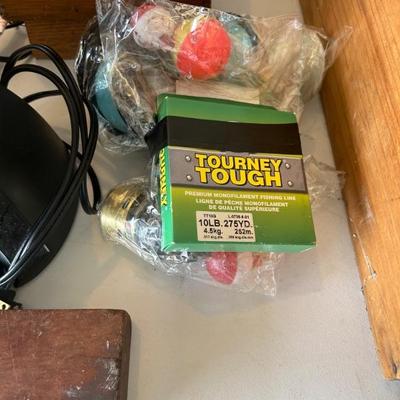 TOURNEY
TOUGH
PREMIUM MONOFILAMENT FISHING LINE
LIGNE DE PÊCHE MONOFILAMENT
DE QUALITÉ SUPÉRIEURE
10LB. 275YD.
4.5kg. 252m.